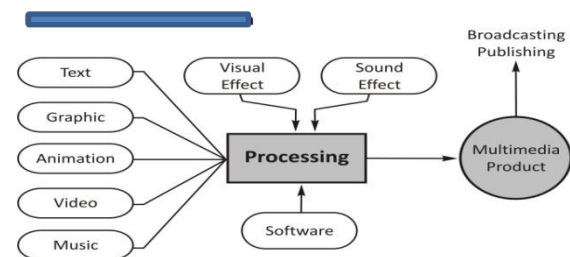 Broadcasting
Publishing
Text
Visual
Effect
Sound
Effect
Graphic
Animation
Processing
Multimedia
Product
Video
Software
Music